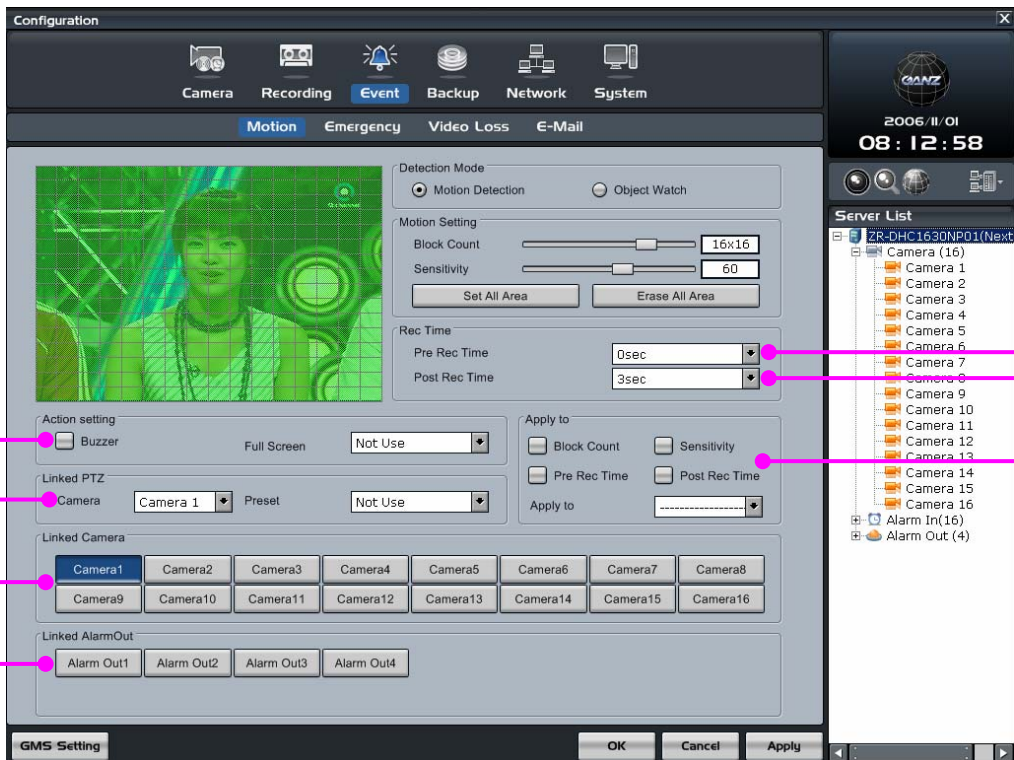 Configuration
X
Camera Recording Event Backup Network System
Motion Emergency Video Loss E-Mail
Detection Mode
Motion Detection Object Watch
Motion Setting
Block Count 16x16
Sensitivity 60
Set All Area Erase All Area
Rec Time
Pre Rec Time 0sec
Post Rec Time 3sec
Action setting
Buzzer Full Screen Not Use
Linked PTZ
Camera Camera 1 Preset Not Use
Apply to
Block Count Sensitivity
Pre Rec Time Post Rec Time
Apply to -----------------
Linked Camera
Camera1 Camera2 Camera3 Camera4 Camera5 Camera6 Camera7 Camera8
Camera9 Camera10 Camera11 Camera12 Camera13 Camera14 Camera15 Camera16
Linked AlarmOut
Alarm Out1 Alarm Out2 Alarm Out3 Alarm Out4
GMS Setting OK Cancel Apply
GANZ
2006/11/01
08:12:58
Server List
ZR-DHC1630NP01(Next
Camera (16)
Camera 1
Camera 2
Camera 3
Camera 4
Camera 5
Camera 6
Camera 7
Camera 8
Camera 9
Camera 10
Camera 11
Camera 12
Camera 13
Camera 14
Camera 15
Camera 16
Alarm In(16)
Alarm Out (4)